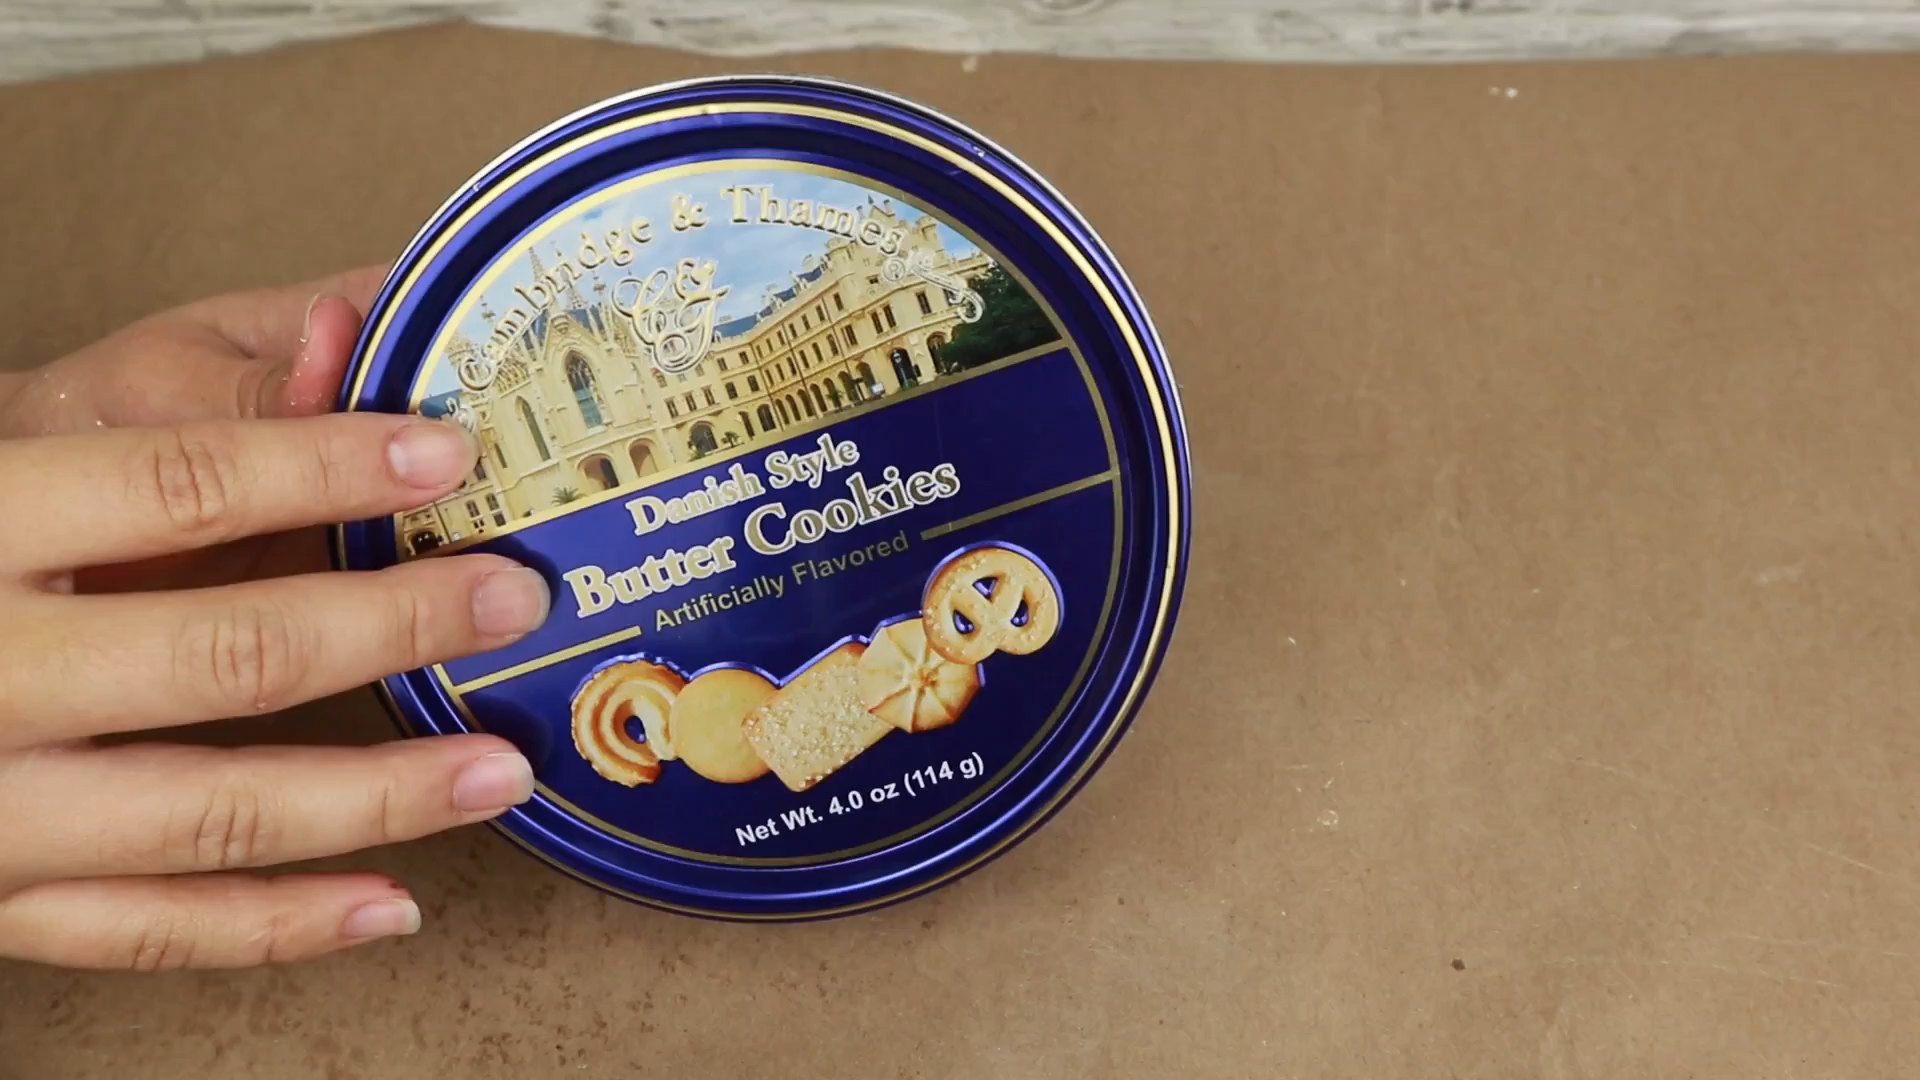 Cambridge & Thames
C&T
Danish Style
Butter Cookies
Artificially Flavored
Net Wt. 4.0 oz (114 g)